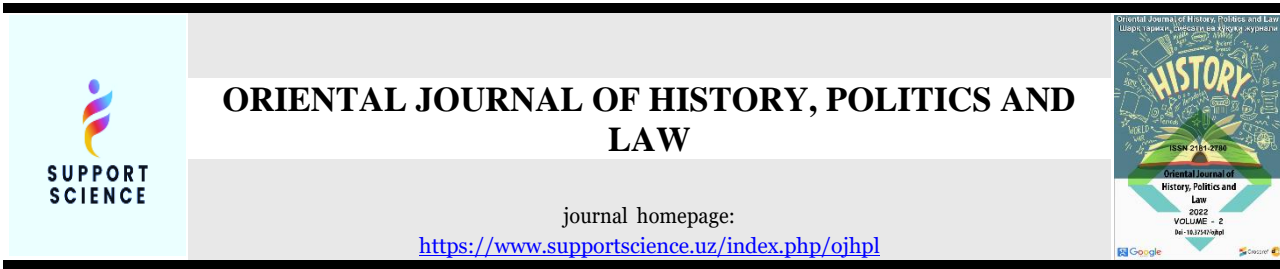 SUPPORT
SCIENCE
ORIENTAL JOURNAL OF HISTORY, POLITICS AND
LAW
journal homepage:
https://www.supportscience.uz/index.php/ojhpl
Oriental Journal of History, Politics and Law
HISTORY
ISSN 2181-2780
Oriental Journal of
History, Politics and
Law
2022
VOLUME - 2
Google